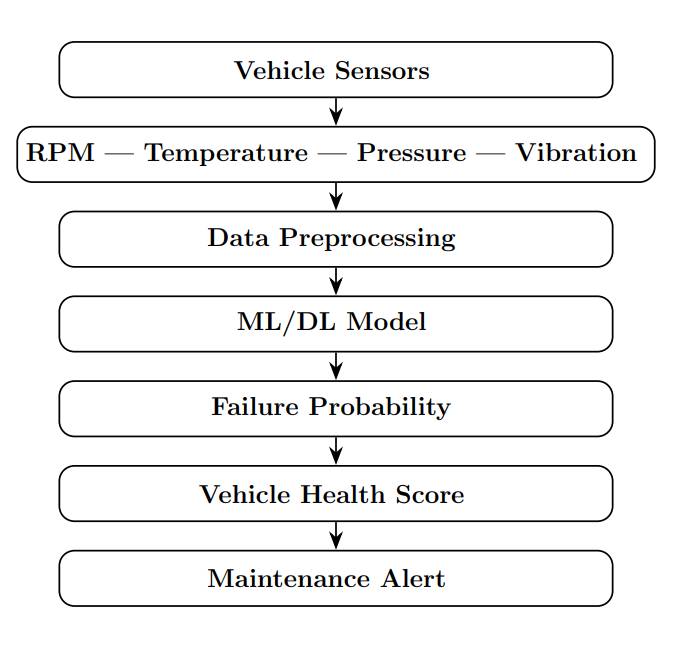 Vehicle Sensors
RPM — Temperature — Pressure — Vibration
Data Preprocessing
ML/DL Model
Failure Probability
Vehicle Health Score
Maintenance Alert